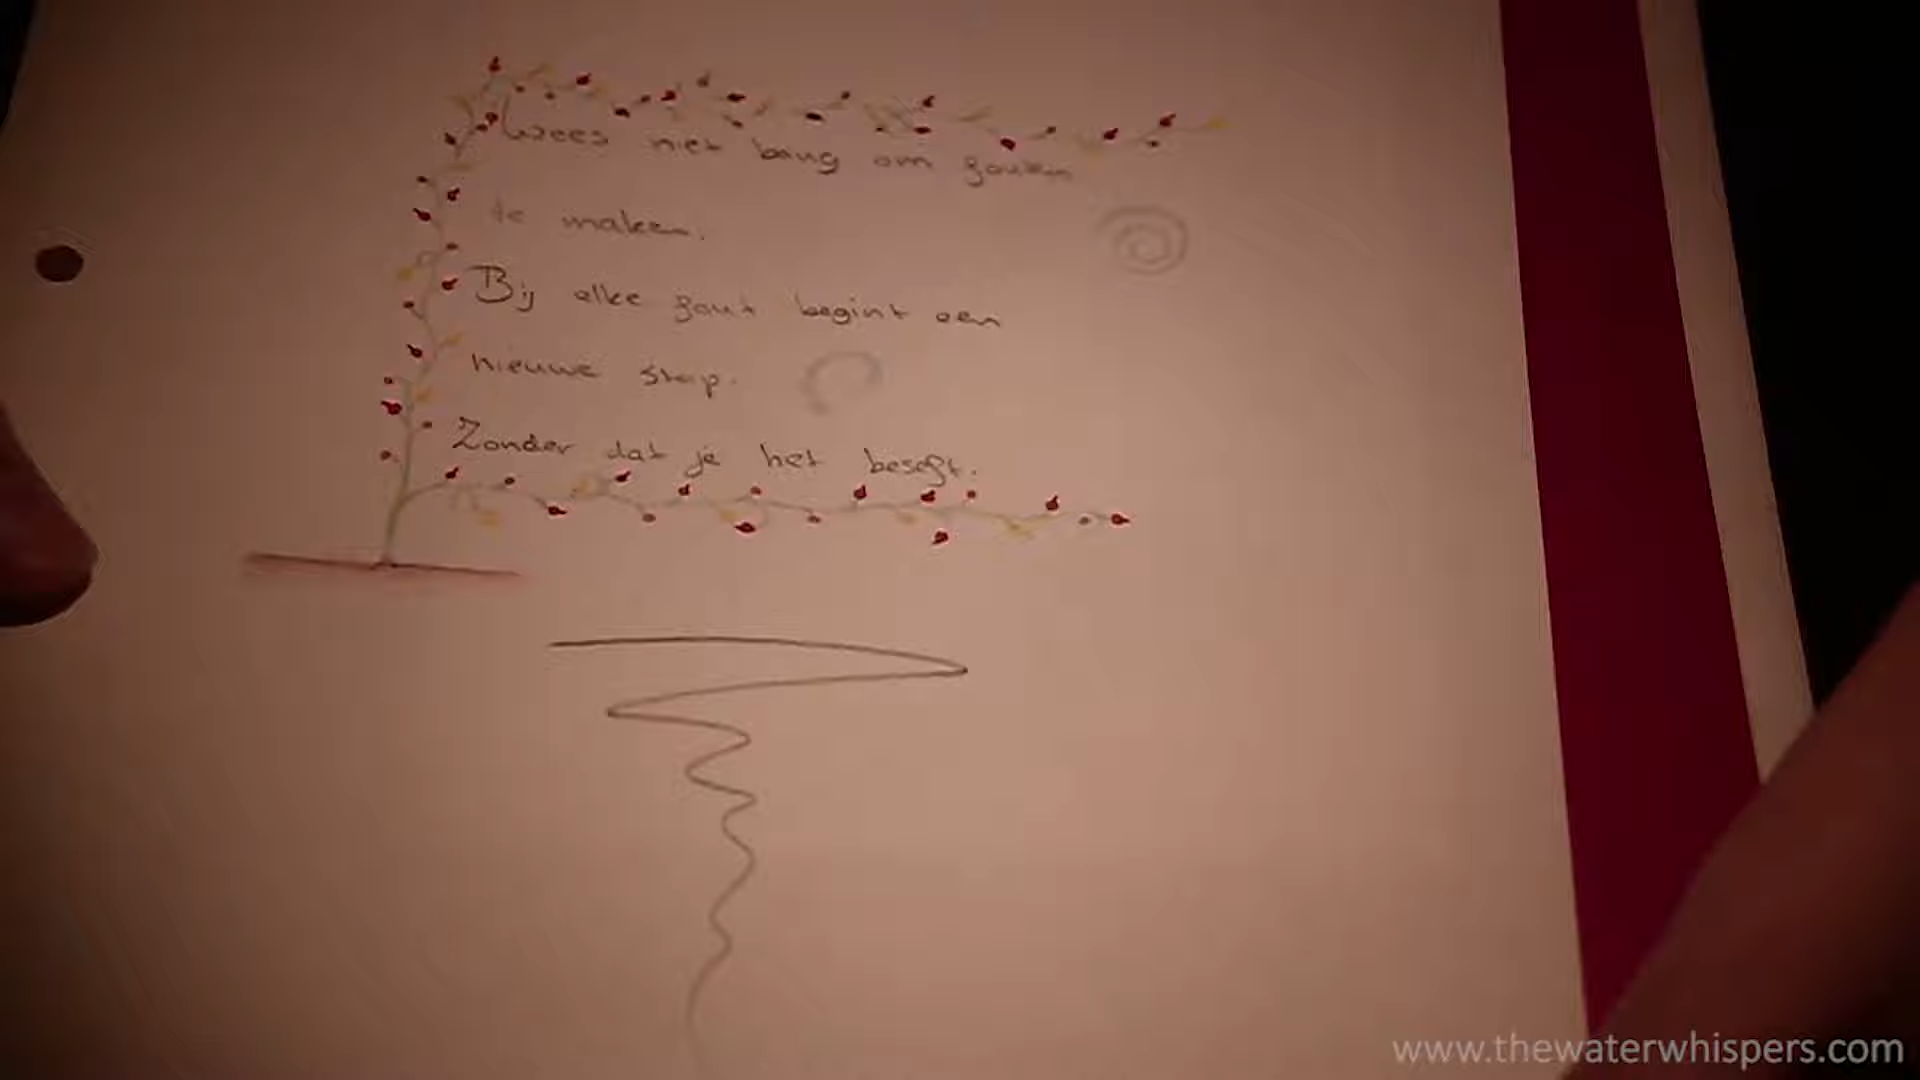 Wees niet bang om fouten
te maken.
Bij elke fout begint een
nieuwe stap.
Zonder dat je het beseft.
www.thewaterwhispers.com